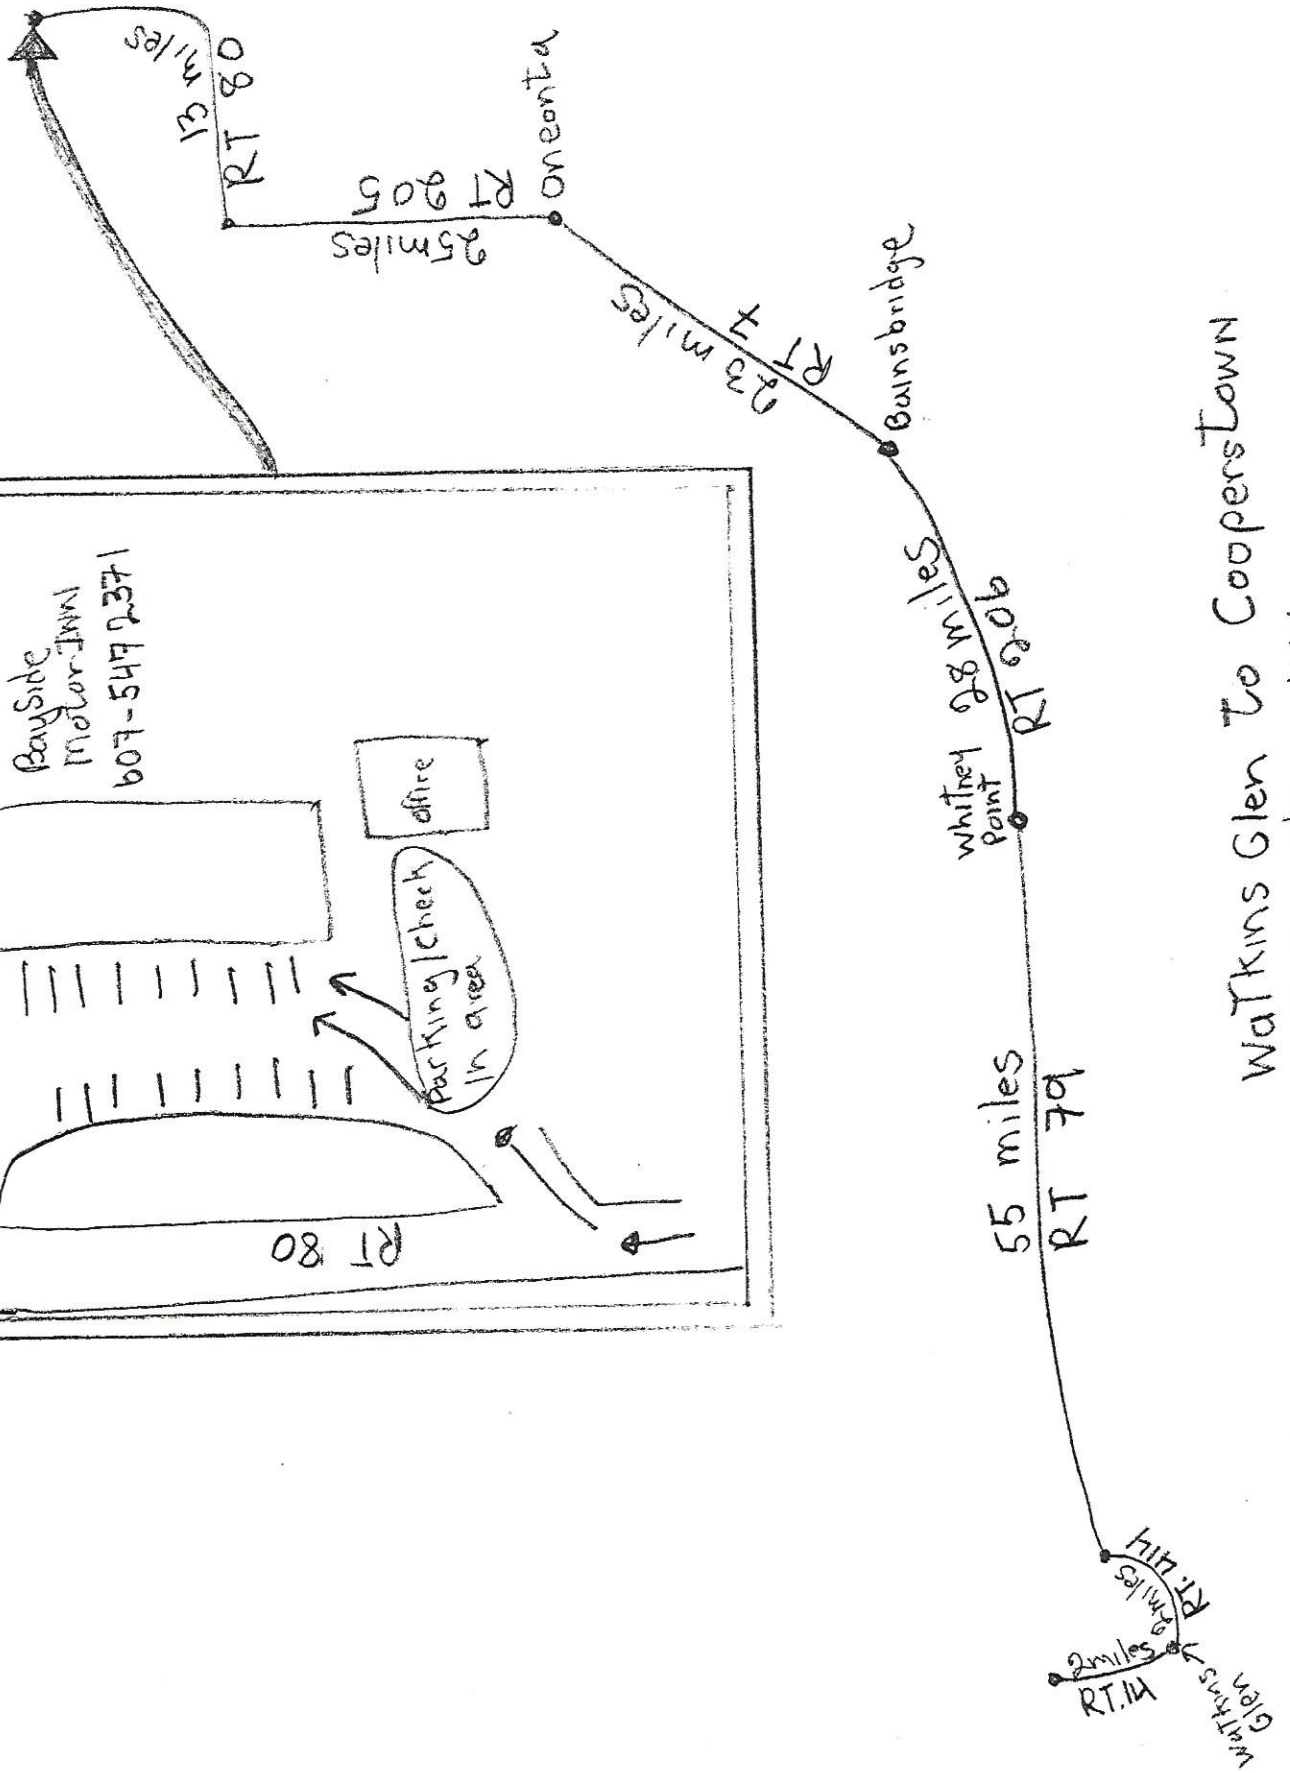 Bayside
Motor INN
607-547 2371
office
Parking/check
In area
RT 80
13 miles
RT 80
25miles
RT 205
Oneonta
23 miles
RT 7
Bainsbridge
28 miles
RT 206
Whitney
Point
55 miles
RT 79
2miles
RT. 414
2miles
RT.14
Watkins
Glen
Watkins Glen to Cooperstown